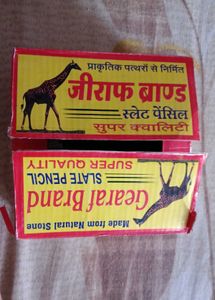 प्राकृतिक पत्थरों से निर्मित
जीराफ ब्राण्ड
स्लेट पेंसिल
सुपर क्वालिटी
Made from Natural Stone
Gearaf Brand
SLATE PENCIL
SUPER QUALITY